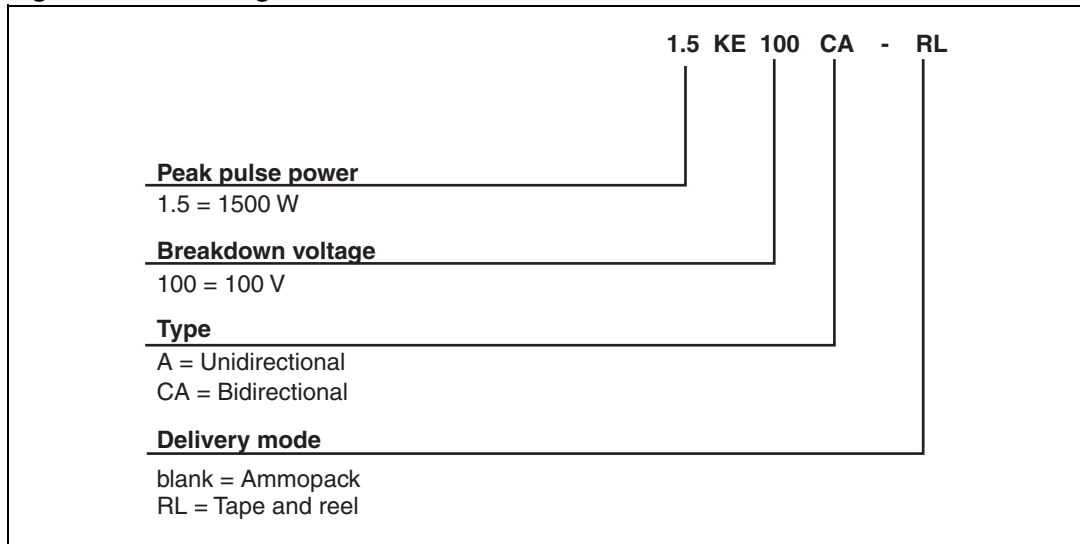 1.5 KE 100 CA - RL
Peak pulse power
1.5 = 1500 W
Breakdown voltage
100 = 100 V
Type
A = Unidirectional
CA = Bidirectional
Delivery mode
blank = Ammopack
RL = Tape and reel